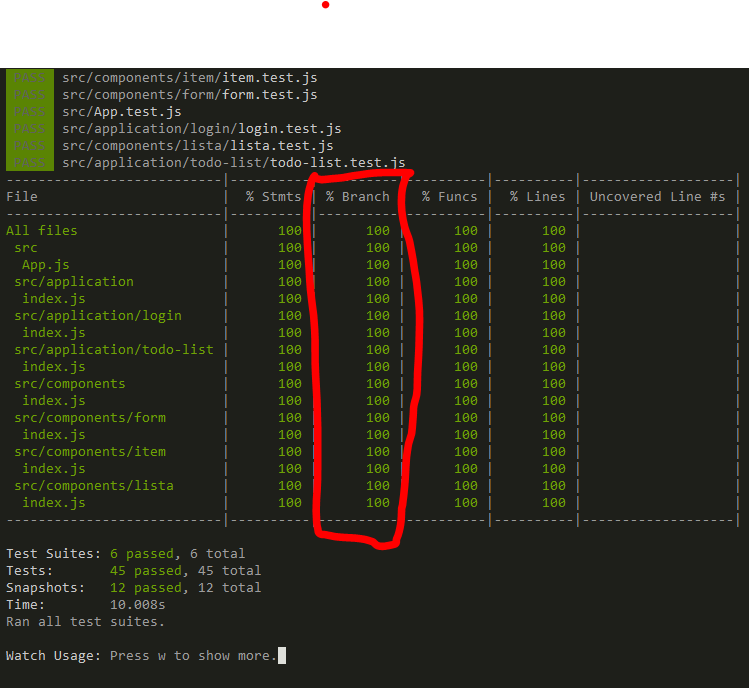 PASS src/components/item/item.test.js
PASS src/components/form/form.test.js
PASS src/App.test.js
PASS src/application/login/login.test.js
PASS src/components/lista/lista.test.js
PASS src/application/todo-list/todo-list.test.js
---------------------------|----------|----------|----------|----------|-------------------|
File | % Stmts | % Branch | % Funcs | % Lines | Uncovered Line #s |
---------------------------|----------|----------|----------|----------|-------------------|
All files | 100 | 100 | 100 | 100 | |
src | 100 | 100 | 100 | 100 | |
App.js | 100 | 100 | 100 | 100 | |
src/application | 100 | 100 | 100 | 100 | |
index.js | 100 | 100 | 100 | 100 | |
src/application/login | 100 | 100 | 100 | 100 | |
index.js | 100 | 100 | 100 | 100 | |
src/application/todo-list | 100 | 100 | 100 | 100 | |
index.js | 100 | 100 | 100 | 100 | |
src/components | 100 | 100 | 100 | 100 | |
index.js | 100 | 100 | 100 | 100 | |
src/components/form | 100 | 100 | 100 | 100 | |
index.js | 100 | 100 | 100 | 100 | |
src/components/item | 100 | 100 | 100 | 100 | |
index.js | 100 | 100 | 100 | 100 | |
src/components/lista | 100 | 100 | 100 | 100 | |
index.js | 100 | 100 | 100 | 100 | |
---------------------------|----------|----------|----------|----------|-------------------|
Test Suites: 6 passed, 6 total
Tests: 45 passed, 45 total
Snapshots: 12 passed, 12 total
Time: 10.008s
Ran all test suites.
Watch Usage: Press w to show more.